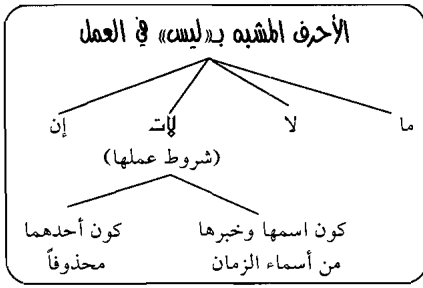 الأحرف المشبه بـ«ليس» في العمل
ما لا لات إن
(شروط عملها)
كون اسمها وخبرها كون أحدهما
من أسماء الزمان محذوفاً